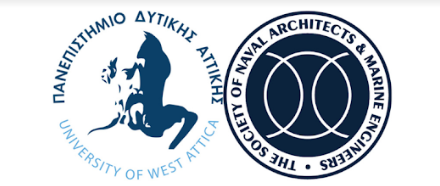 ΠΑΝΕΠΙΣΤΗΜΙΟ ΔΥΤΙΚΗΣ ΑΤΤΙΚΗΣ
UNIVERSITY OF WEST ATTICA
THE SOCIETY OF NAVAL ARCHITECTS & MARINE ENGINEERS •